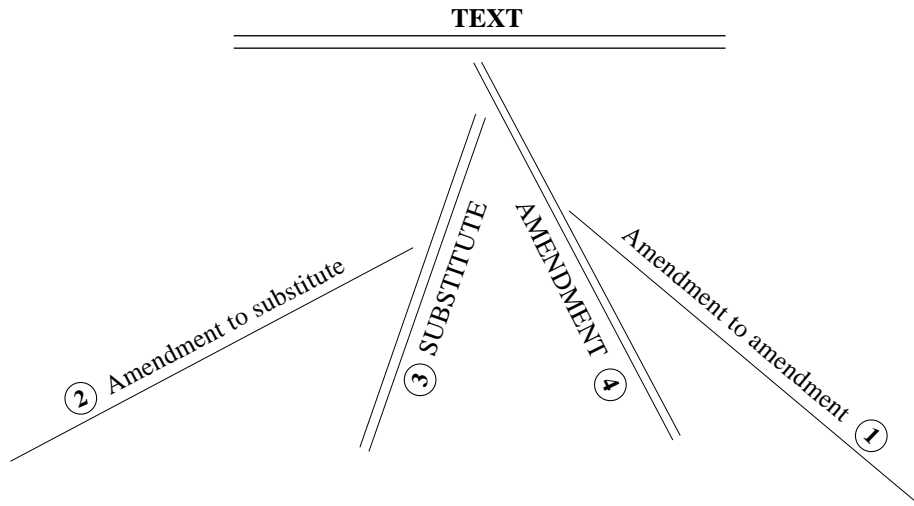 TEXT
② Amendment to substitute
③ SUBSTITUTE
AMENDMENT ④
Amendment to amendment ①